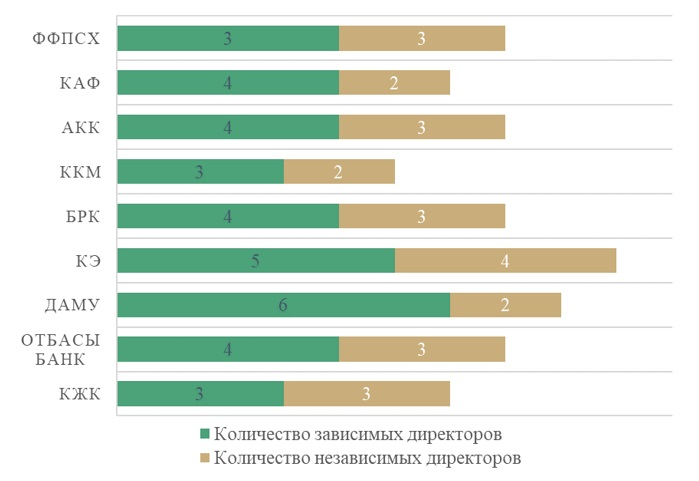 ФФПСХ 3 3
КАФ 4 2
АКК 4 3
ККМ 3 2
БРК 4 3
КЭ 5 4
ДАМУ 6 2
ОТБАСЫ
БАНК 4 3
КЖК 3 3
Количество зависимых директоров
Количество независимых директоров